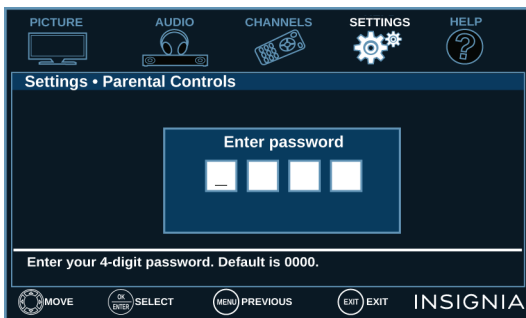 PICTURE AUDIO CHANNELS SETTINGS HELP
?
Settings • Parental Controls
Enter password
_
Enter your 4-digit password. Default is 0000.
MOVE OK ENTER SELECT MENU PREVIOUS EXIT EXIT INSIGNIA